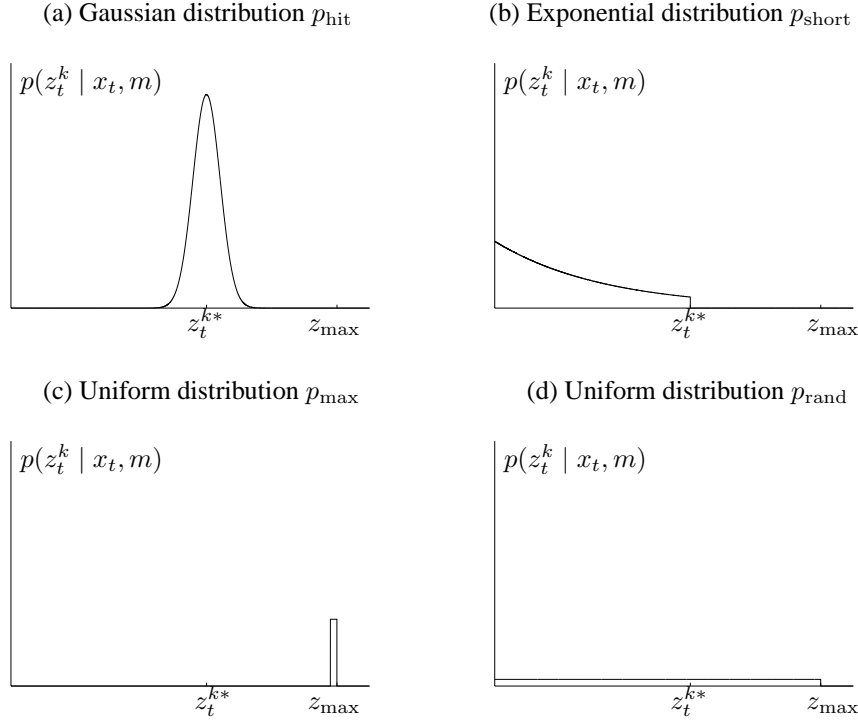 (a) Gaussian distribution p_hit
(b) Exponential distribution p_short
p(z_t^k | x_t, m)
p(z_t^k | x_t, m)
z_t^{k*} z_max
z_t^{k*} z_max
(c) Uniform distribution p_max
(d) Uniform distribution p_rand
p(z_t^k | x_t, m)
p(z_t^k | x_t, m)
z_t^{k*} z_max
z_t^{k*} z_max